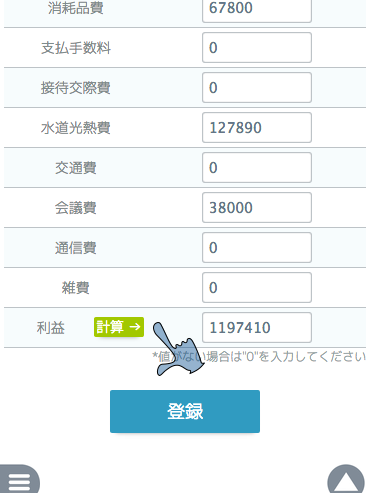 消耗品費 67800
支払手数料 0
接待交際費 0
水道光熱費 127890
交通費 0
会議費 38000
通信費 0
雑費 0
利益 計算 → 1197410
*値がない場合は"0"を入力してください
登録